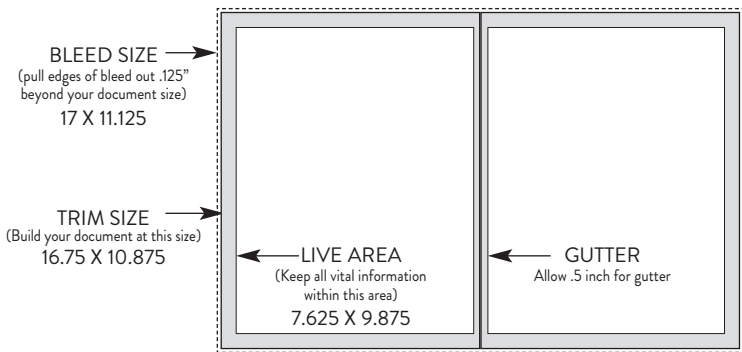 BLEED SIZE
(pull edges of bleed out .125”
beyond your document size)
17 X 11.125
TRIM SIZE
(Build your document at this size)
16.75 X 10.875
LIVE AREA
(Keep all vital information
within this area)
7.625 X 9.875
GUTTER
Allow .5 inch for gutter